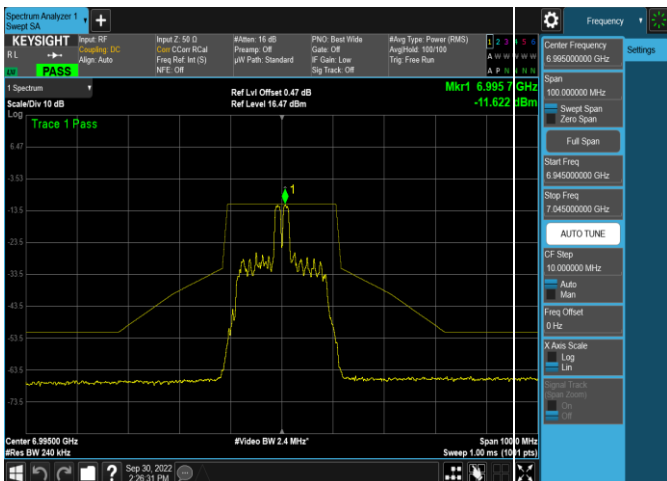 Spectrum Analyzer 1
Swept SA
+
Frequency
KEYSIGHT
Input: RF
Input Z: 50 Ω
#Atten: 16 dB
PNO: Best Wide
#Avg Type: Power (RMS)
1 2 3 4 5 6
R L
Coupling: DC
Corr CCorr RCal
Preamp: Off
Gate: Off
Avg|Hold: 100/100
A W W W W W
Align: Auto
Freq Ref: Int (S)
µW Path: Standard
IF Gain: Low
Trig: Free Run
LXI
PASS
NFE: Off
Sig Track: Off
A P N N N N
1 Spectrum
Ref Lvl Offset 0.47 dB
Mkr1 6.995 7 GHz
Scale/Div 10 dB
Ref Level 16.47 dBm
-11.622 dBm
Log
Trace 1 Pass
1
6.47
-3.53
-13.5
-23.5
-33.5
-43.5
-53.5
-63.5
-73.5
Center 6.99500 GHz
#Video BW 2.4 MHz*
Span 100.0 MHz
#Res BW 240 kHz
Sweep 1.00 ms (1001 pts)
?
Sep 30, 2022
2:26:31 PM
Settings
Center Frequency
6.995000000 GHz
Span
100.000000 MHz
Swept Span
Zero Span
Full Span
Start Freq
6.945000000 GHz
Stop Freq
7.045000000 GHz
AUTO TUNE
CF Step
10.000000 MHz
Auto
Man
Freq Offset
0 Hz
X Axis Scale
Log
Lin
Signal Track
(Span Zoom)
On
Off